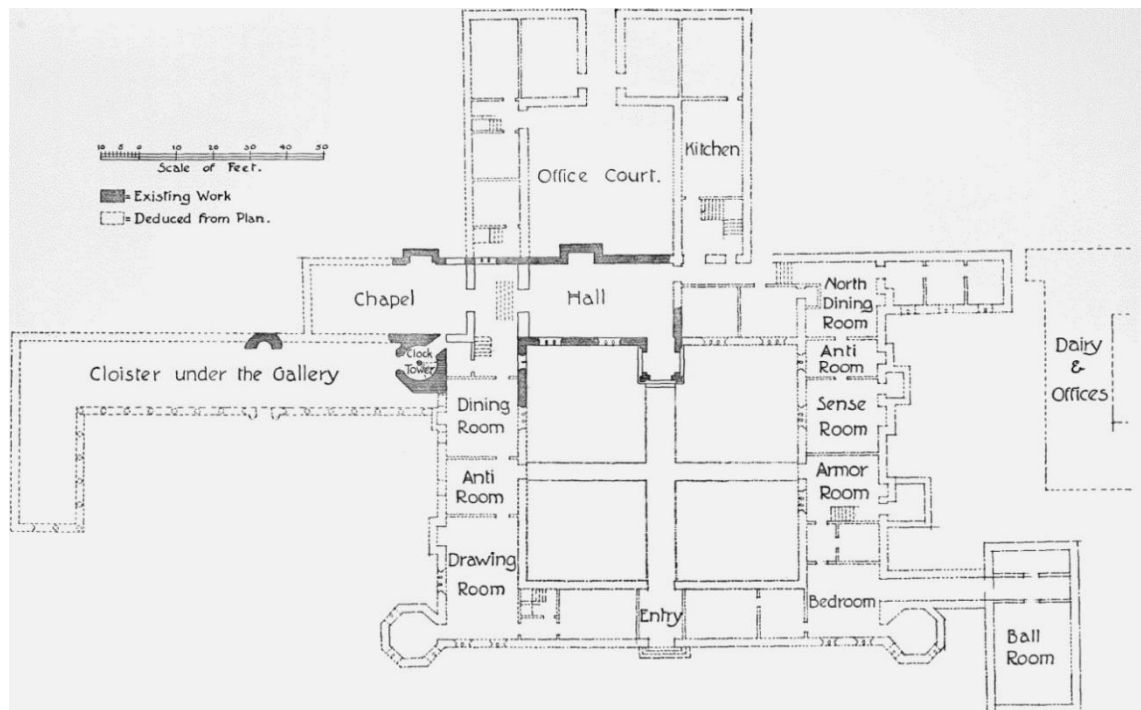 Kitchen
Office Court.
10 5 0 10 20 30 40 50
Scale of Feet.
= Existing Work
= Deduced from Plan.
Chapel
Hall
North
Dining
Room
Clock
Tower
Cloister under the Gallery
Anti
Room
Dairy
&
Offices
Dining
Room
Sense
Room
Anti
Room
Armor
Room
Drawing
Room
Entry
Bedroom
Ball
Room